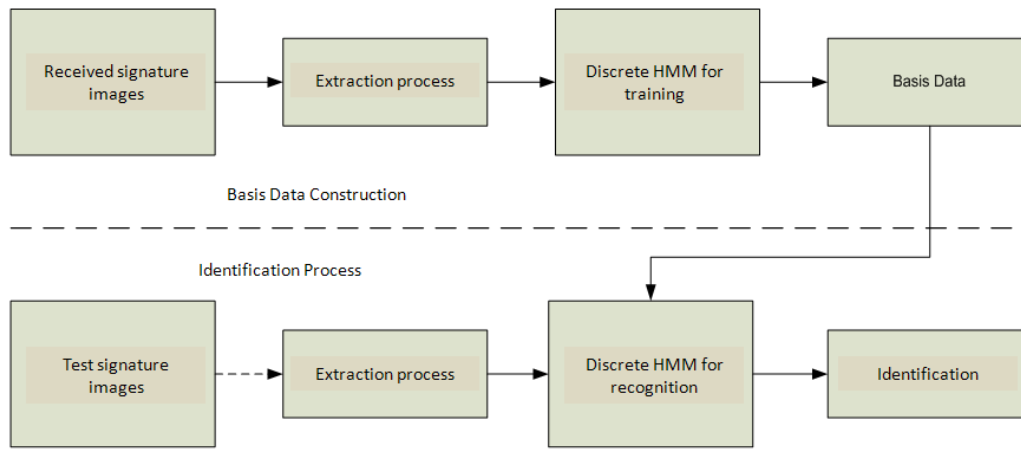 Received signature
images
Extraction process
Discrete HMM for
training
Basis Data
Basis Data Construction
Identification Process
Test signature
images
Extraction process
Discrete HMM for
recognition
Identification